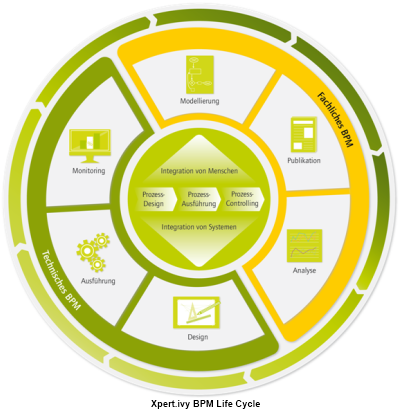 Modellierung
Fachliches BPM
Publikation
Monitoring
Integration von Menschen
Prozess-
Design
Prozess-
Ausführung
Prozess-
Controlling
Integration von Systemen
Analyse
Ausführung
Technisches BPM
Design
Xpert.ivy BPM Life Cycle